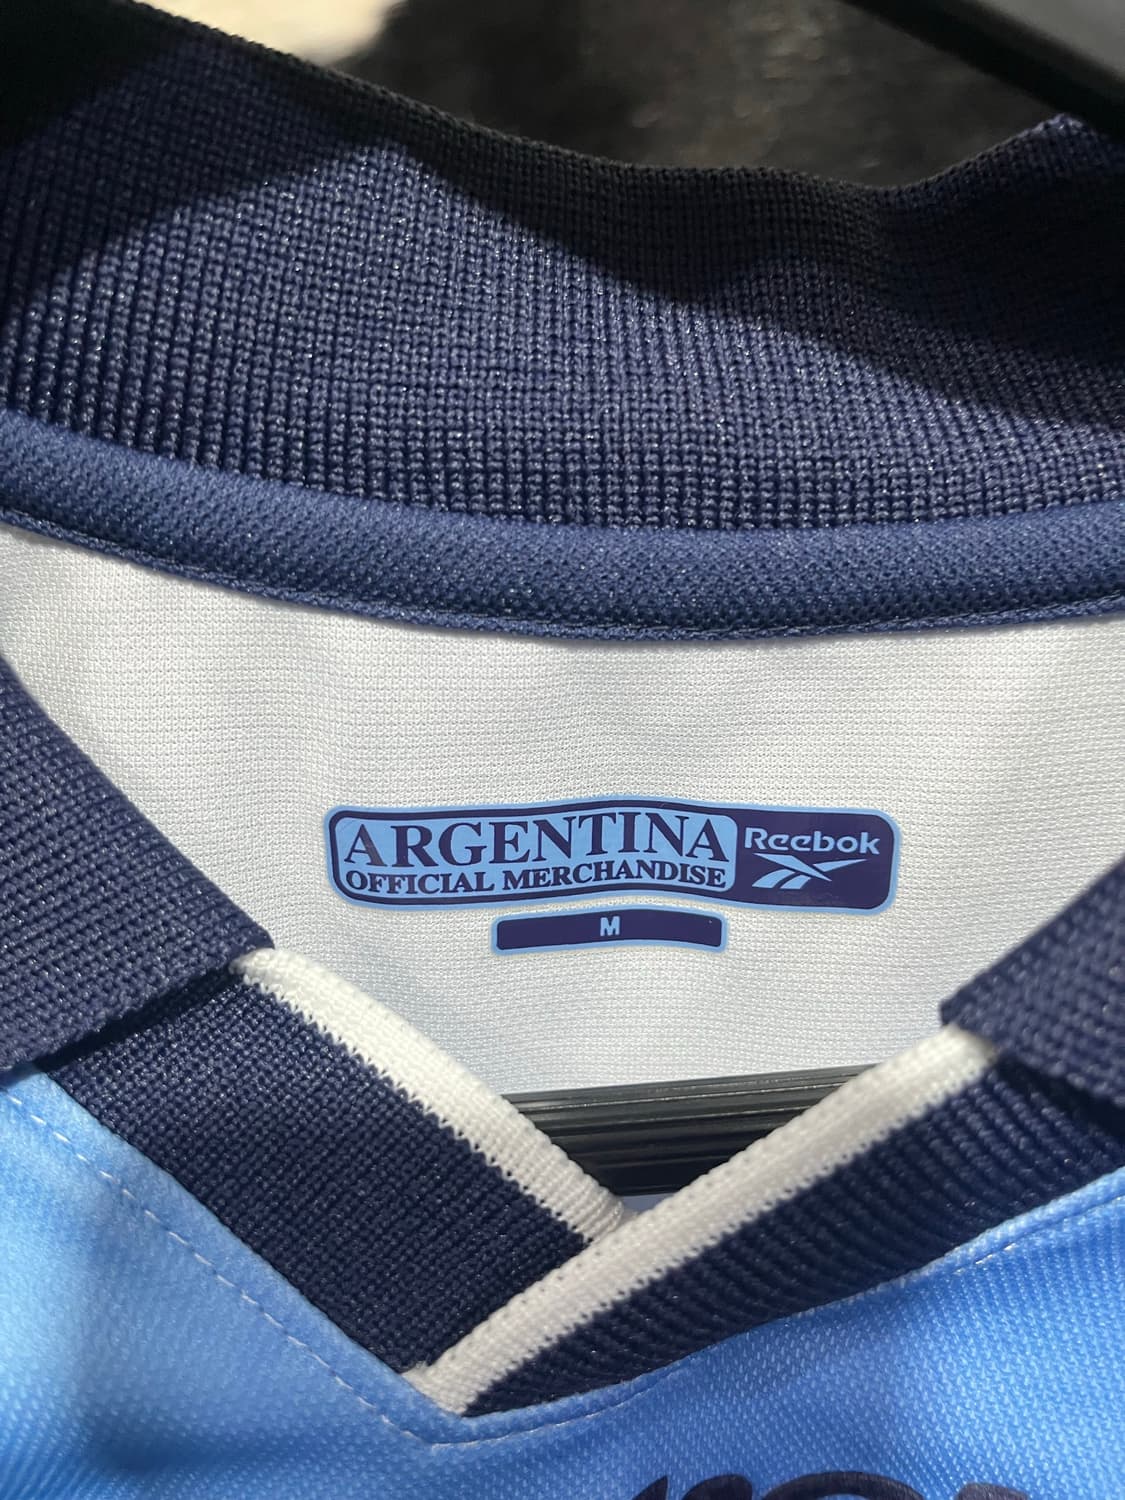 ARGENTINA
OFFICIAL MERCHANDISE
Reebok
M